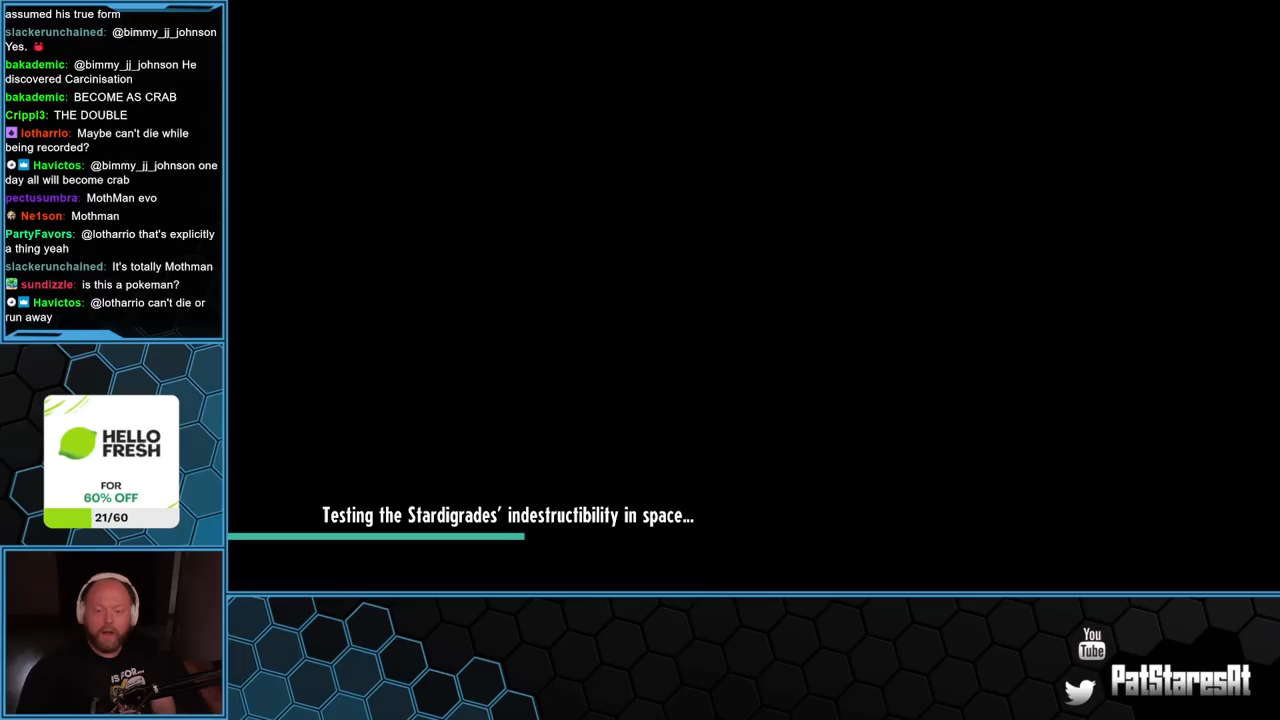 assumed his true form
slackerunchained: @bimmy_jj_johnson
Yes.
bakademic: @bimmy_jj_johnson He
discovered Carcinisation
bakademic: BECOME AS CRAB
Crippl3: THE DOUBLE
lotharrio: Maybe can't die while
being recorded?
Havictos: @bimmy_jj_johnson one
day all will become crab
pectusumbra: MothMan evo
Ne1son: Mothman
PartyFavors: @lotharrio that's explicitly
a thing yeah
slackerunchained: It's totally Mothman
sundizzle: is this a pokeman?
Havictos: @lotharrio can't die or
run away
HELLO
FRESH
FOR
60% OFF
21/60
Testing the Stardigrades' indestructibility in space...
IS FOR...
You
Tube
PatStaresAt